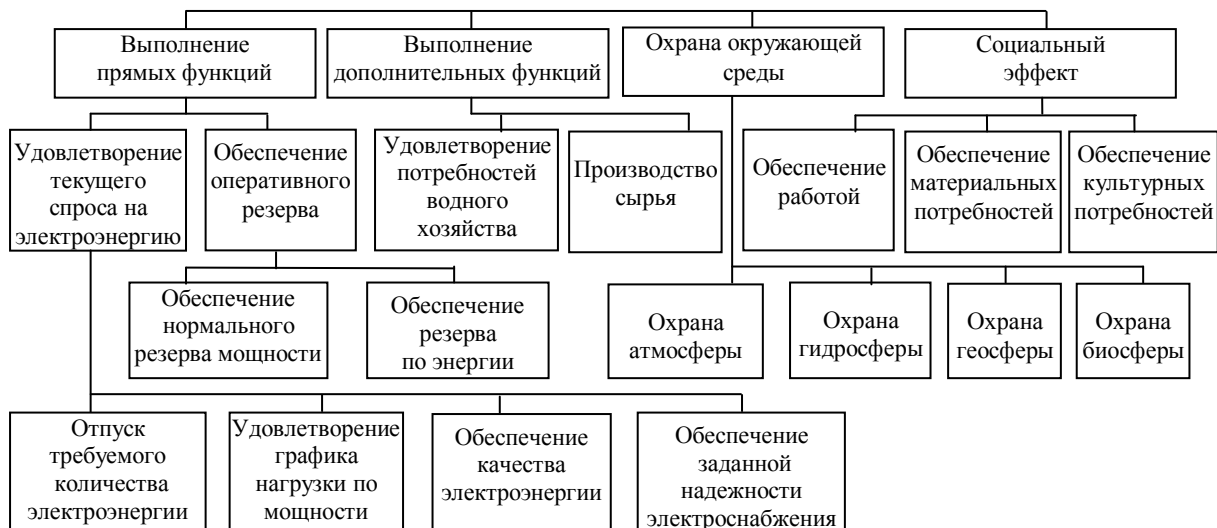 Выполнение
прямых функций
Выполнение
дополнительных функций
Охрана окружающей
среды
Социальный
эффект
Удовлетворение
текущего
спроса на
электроэнергию
Обеспечение
оперативного
резерва
Удовлетворение
потребностей
водного
хозяйства
Производство
сырья
Обеспечение
работой
Обеспечение
материальных
потребностей
Обеспечение
культурных
потребностей
Обеспечение
нормального
резерва мощности
Обеспечение
резерва
по энергии
Охрана
атмосферы
Охрана
гидросферы
Охрана
геосферы
Охрана
биосферы
Отпуск
требуемого
количества
электроэнергии
Удовлетворение
графика
нагрузки по
мощности
Обеспечение
качества
электроэнергии
Обеспечение
заданной
надежности
электроснабжения